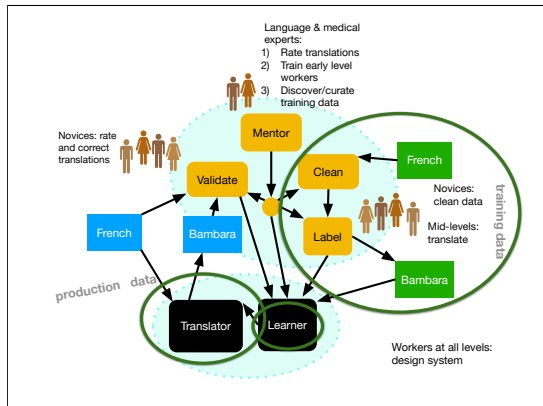 Language & medical
experts:
1) Rate translations
2) Train early level
workers
3) Discover/curate
training data
Novices: rate
and correct
translations
Mentor
Clean
French
Validate
Novices:
clean data
Mid-levels:
translate
training data
Label
French
Bambara
Bambara
production data
Translator
Learner
Workers at all levels:
design system